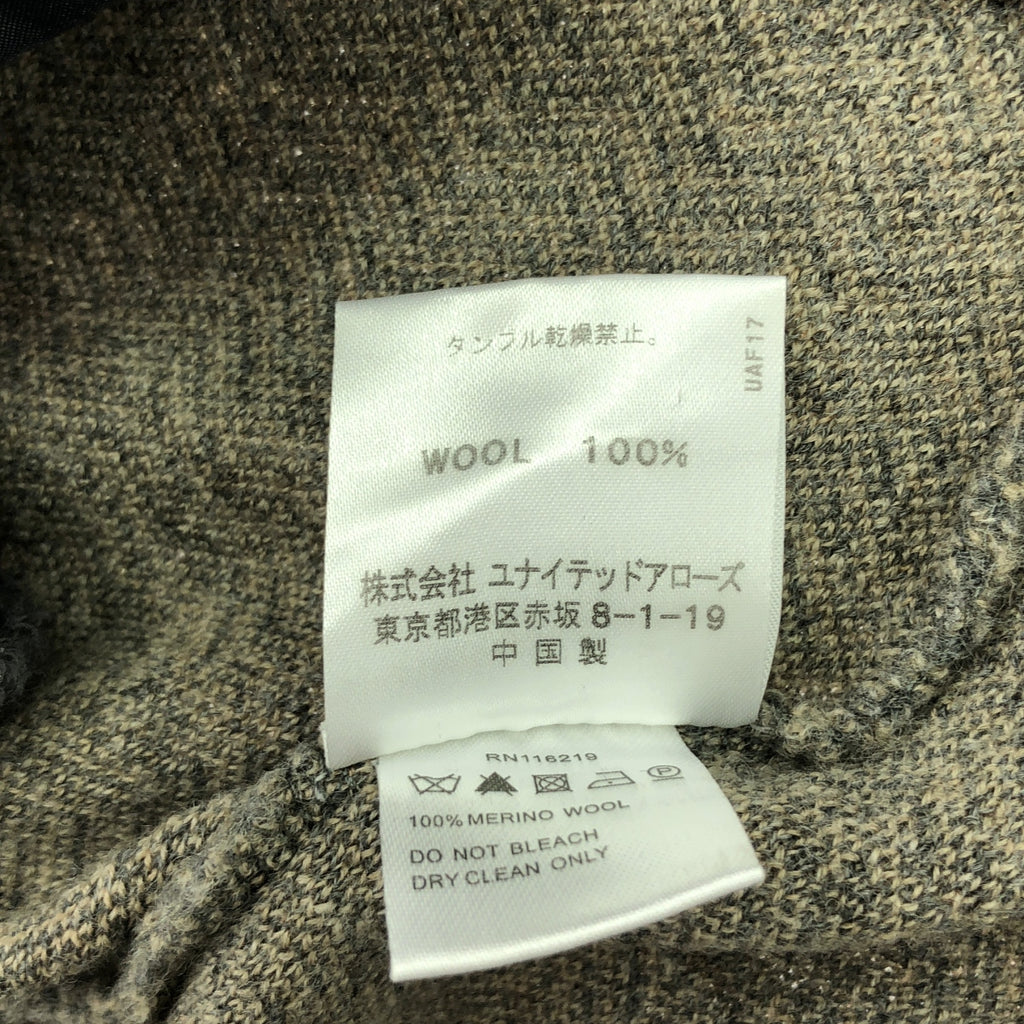 タンブル乾燥禁止。
UAF17
WOOL 100%
株式会社 ユナイテッドアローズ
東京都港区赤坂8-1-19
中国製
RN116219
100% MERINO WOOL
DO NOT BLEACH
DRY CLEAN ONLY